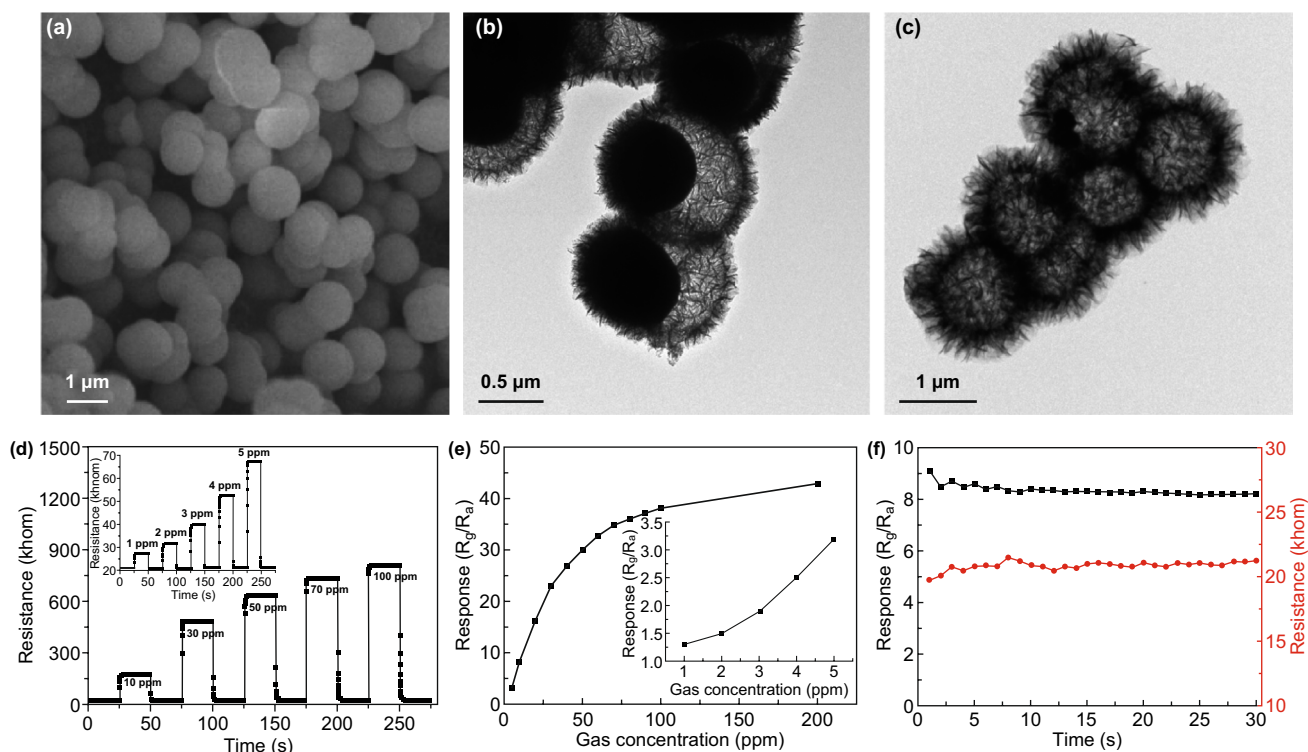 (a)
1 μm
(b)
0.5 μm
(c)
1 μm
(d)
1500
1200
900
600
300
0
Resistance (khom)
0 50 100 150 200 250
Time (s)
10 ppm
30 ppm
50 ppm
70 ppm
100 ppm
70
60
50
40
30
20
Resisitance (khnom)
1 ppm
2 ppm
3 ppm
4 ppm
5 ppm
0 50 100 150 200 250
Time (s)
(e)
50
40
30
20
10
0
Response (Rg/Ra)
0 50 100 150 200
Gas concentration (ppm)
3.5
3.0
2.5
2.0
1.5
1.0
Response (Rg/Ra)
1 2 3 4 5
Gas concentration (ppm)
(f)
10
8
6
4
2
0
Response (Rg/Ra)
0 5 10 15 20 25 30
Time (s)
30
25
20
15
10
Resistance (khom)